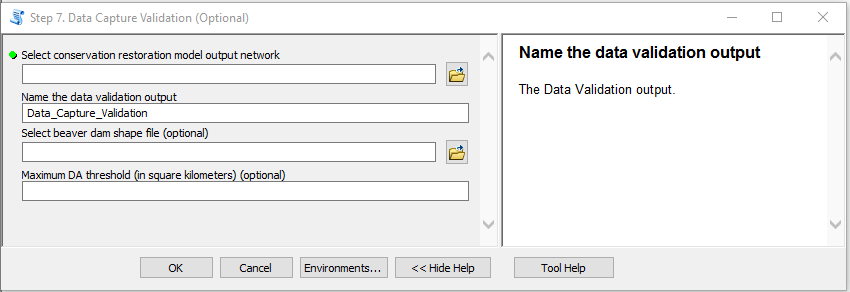 Step 7. Data Capture Validation (Optional)
Select conservation restoration model output network
Name the data validation output
Data_Capture_Validation
Select beaver dam shape file (optional)
Maximum DA threshold (in square kilometers) (optional)
Name the data validation output
The Data Validation output.
OK
Cancel
Environments...
<< Hide Help
Tool Help